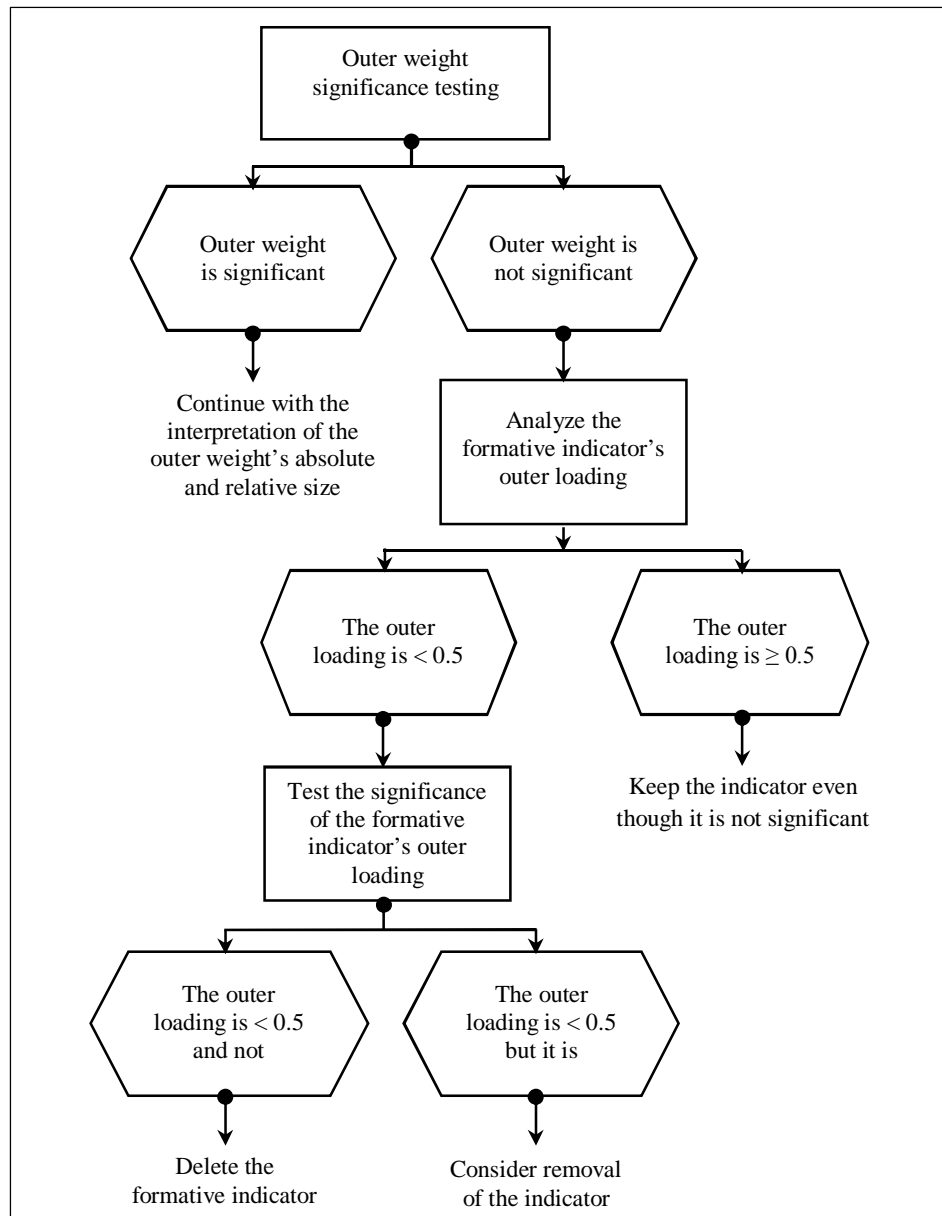 Outer weight
significance testing
Outer weight
is significant
Outer weight is
not significant
Continue with the
interpretation of the
outer weight’s absolute
and relative size
Analyze the
formative indicator’s
outer loading
The outer
loading is < 0.5
The outer
loading is ≥ 0.5
Test the significance
of the formative
indicator’s outer
loading
Keep the indicator even
though it is not significant
The outer
loading is < 0.5
and not
The outer
loading is < 0.5
but it is
Delete the
formative indicator
Consider removal
of the indicator